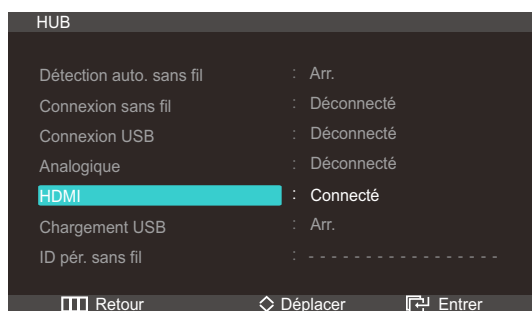 HUB
Détection auto. sans fil : Arr.
Connexion sans fil : Déconnecté
Connexion USB : Déconnecté
Analogique : Déconnecté
HDMI : Connecté
Chargement USB : Arr.
ID pér. sans fil : - - - - - - - - - - - - - - - - -
Retour Déplacer Entrer